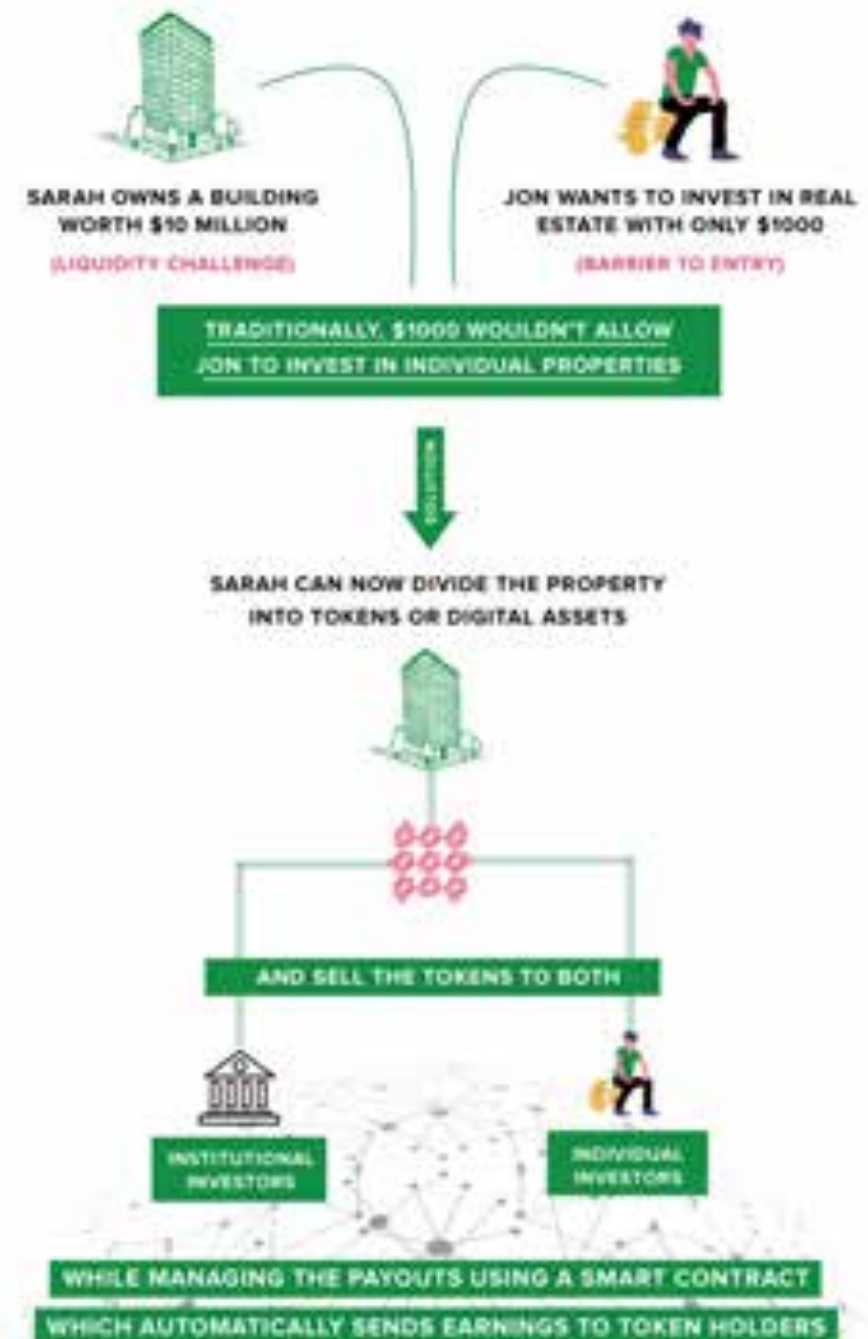 SARAH OWNS A BUILDING
WORTH $10 MILLION
(LIQUIDITY CHALLENGE)
JON WANTS TO INVEST IN REAL
ESTATE WITH ONLY $1000
(BARRIER TO ENTRY)
TRADITIONALLY, $1000 WOULDN'T ALLOW
JON TO INVEST IN INDIVIDUAL PROPERTIES
SOLUTION
SARAH CAN NOW DIVIDE THE PROPERTY
INTO TOKENS OR DIGITAL ASSETS
AND SELL THE TOKENS TO BOTH
INSTITUTIONAL
INVESTORS
INDIVIDUAL
INVESTORS
WHILE MANAGING THE PAYOUTS USING A SMART CONTRACT
WHICH AUTOMATICALLY SENDS EARNINGS TO TOKEN HOLDERS